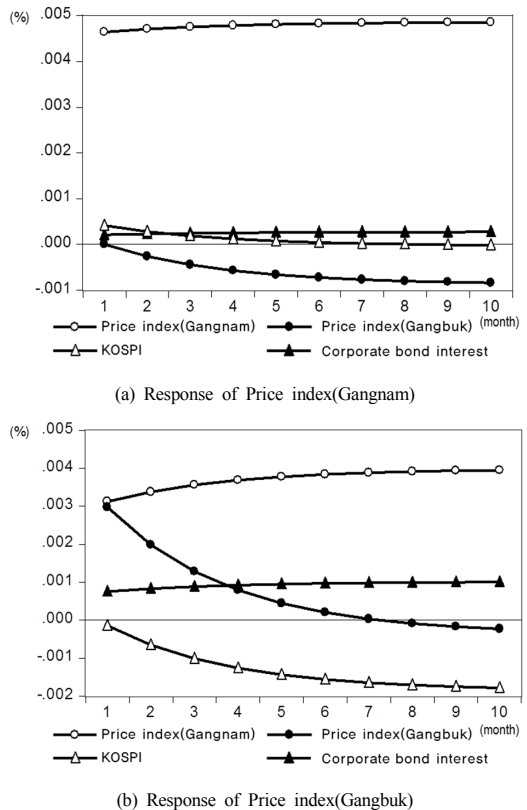 (%)
.005
.004
.003
.002
.001
.000
-.001
1 2 3 4 5 6 7 8 9 10
(month)
Price index(Gangnam) Price index(Gangbuk)
KOSPI Corporate bond interest
(a) Response of Price index(Gangnam)
(%)
.005
.004
.003
.002
.001
.000
-.001
-.002
1 2 3 4 5 6 7 8 9 10
(month)
Price index(Gangnam) Price index(Gangbuk)
KOSPI Corporate bond interest
(b) Response of Price index(Gangbuk)